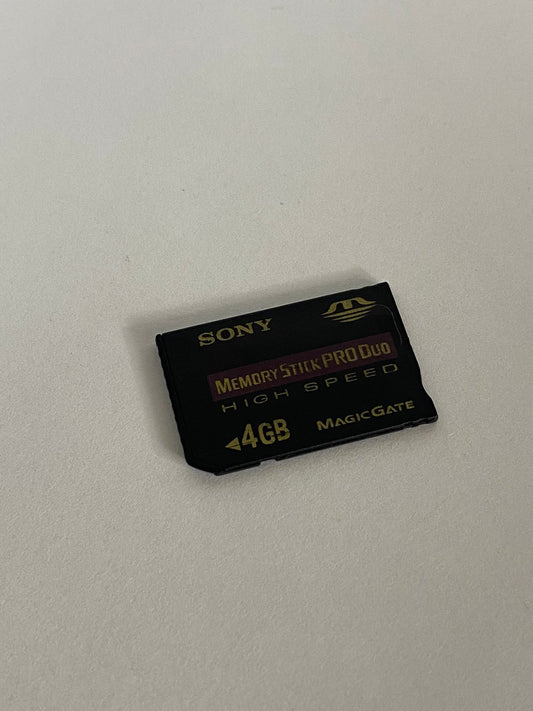 SONY
MEMORY STICK PRO DUO
HIGH SPEED
4GB
MAGICGATE